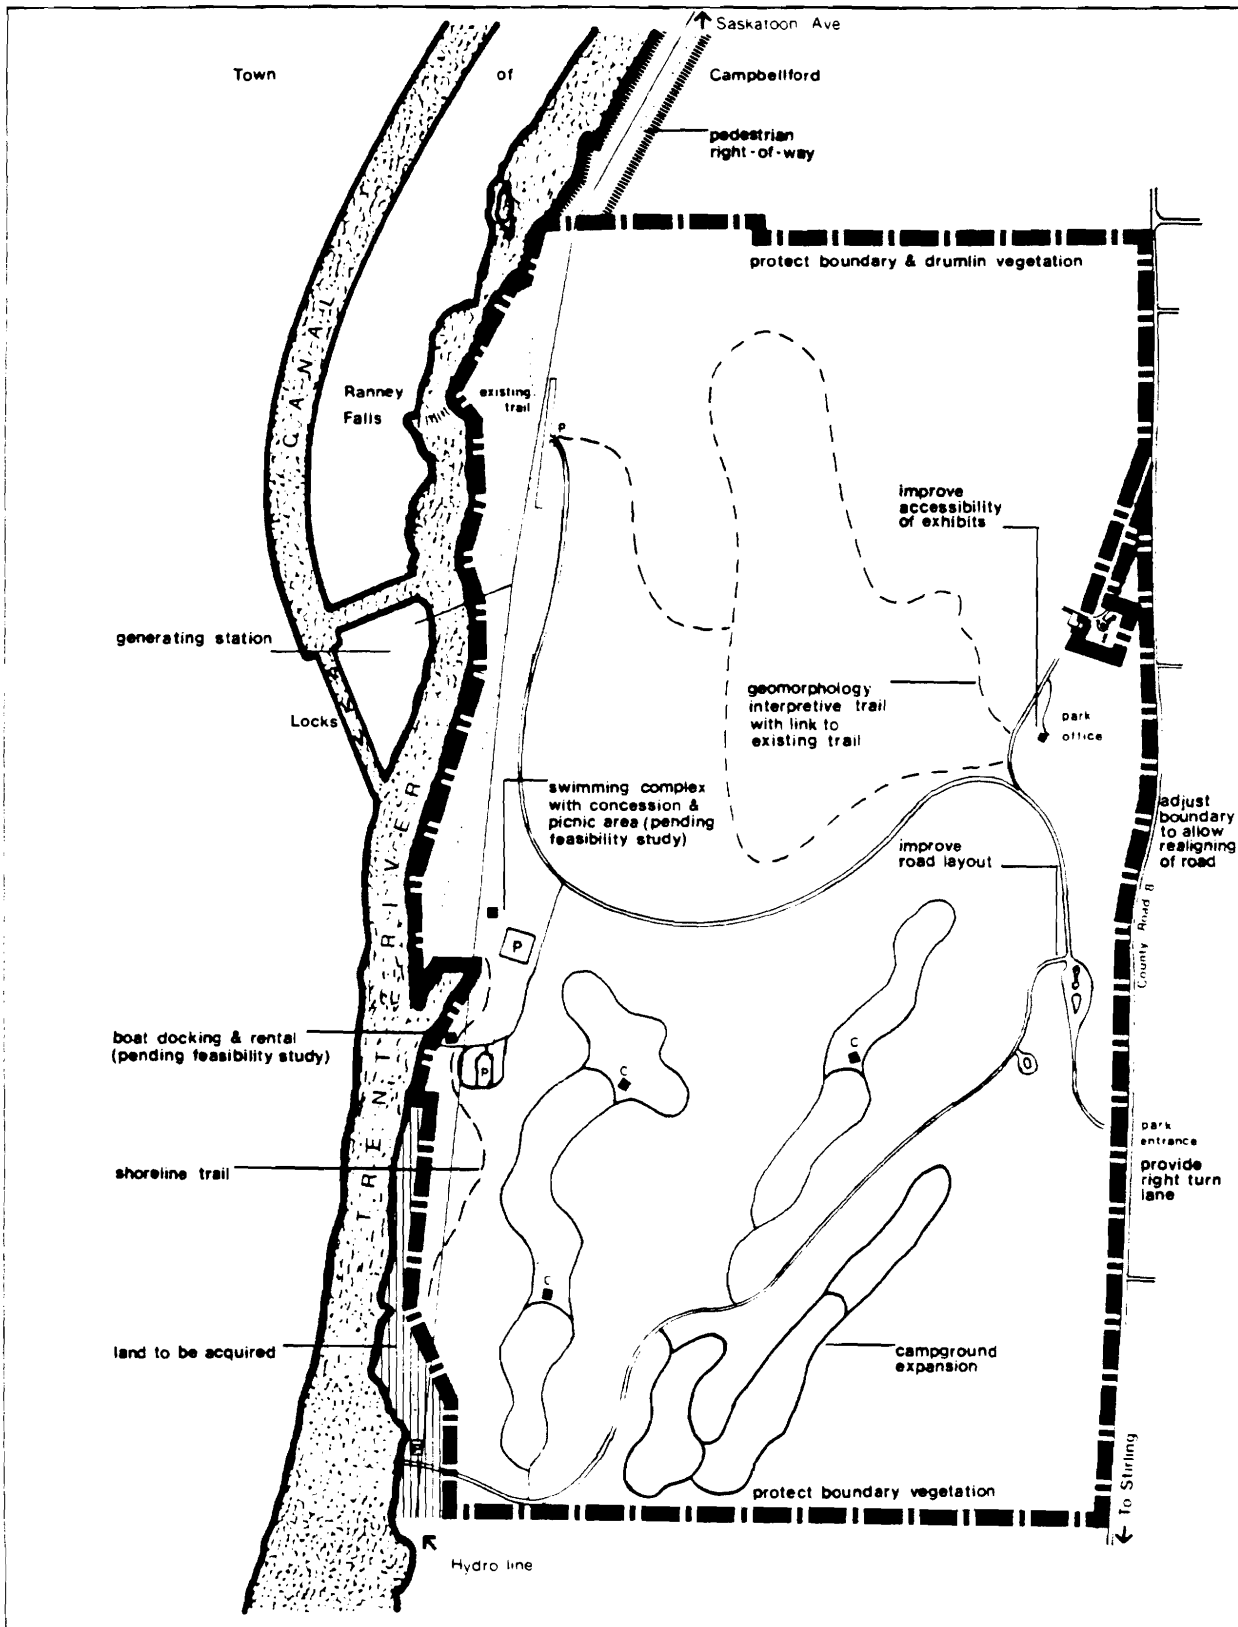 Saskatoon Ave
Town of Campbellford
pedestrian
right-of-way
protect boundary & drumlin vegetation
CANAL
Ranney
Falls
existing
trail
P
improve
accessibility
of exhibits
generating station
Locks
geomorphology
interpretive trail
with link to
existing trail
park
office
swimming complex
with concession &
picnic area (pending
feasibility study)
adjust
boundary
to allow
realigning
of road
improve
road layout
County Road 8
P
TRENT RIVER
boat docking & rental
(pending feasibility study)
P
C
C
park
entrance
provide
right turn
lane
shoreline trail
C
land to be acquired
campground
expansion
protect boundary vegetation
To Stirling
Hydro line